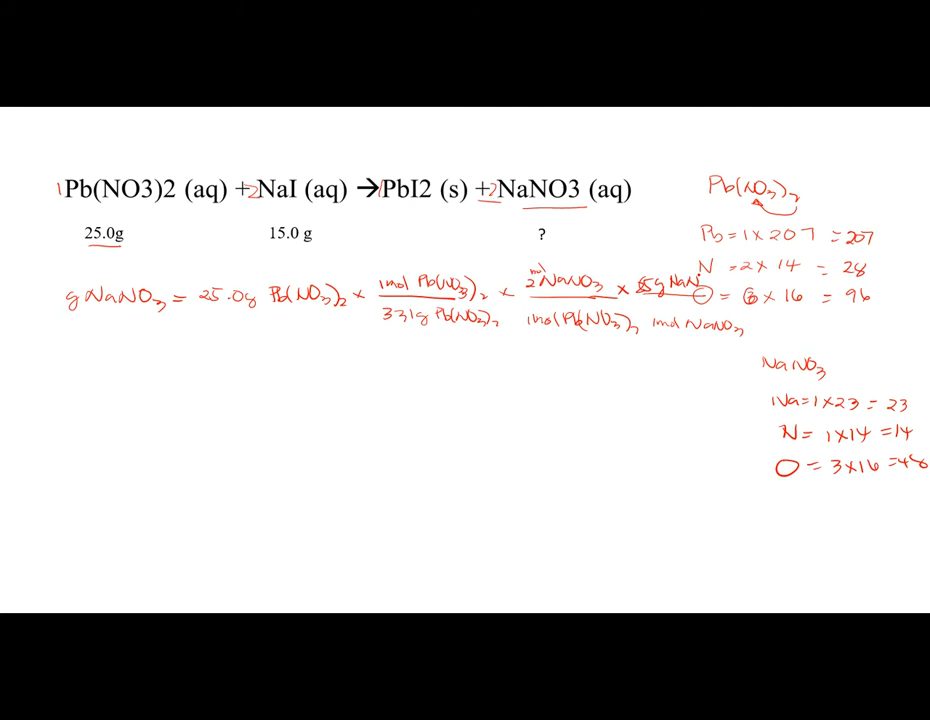 1Pb(NO3)2 (aq) + 2NaI (aq) → 1PbI2 (s) + 2NaNO3 (aq)
25.0g 15.0 g ?
g NaNO3 = 25.0g Pb(NO3)2 × 1mol Pb(NO3)2 / 331g Pb(NO3)2 × 2 mol NaNO3 / 1mol Pb(NO3)2 × 85g NaN / 1mol NaNO3
Pb(NO3)2
Pb = 1 × 207 = 207
N = 2 × 14 = 28
O = 6 × 16 = 96
NaNO3
Na = 1 × 23 = 23
N = 1 × 14 = 14
O = 3 × 16 = 48